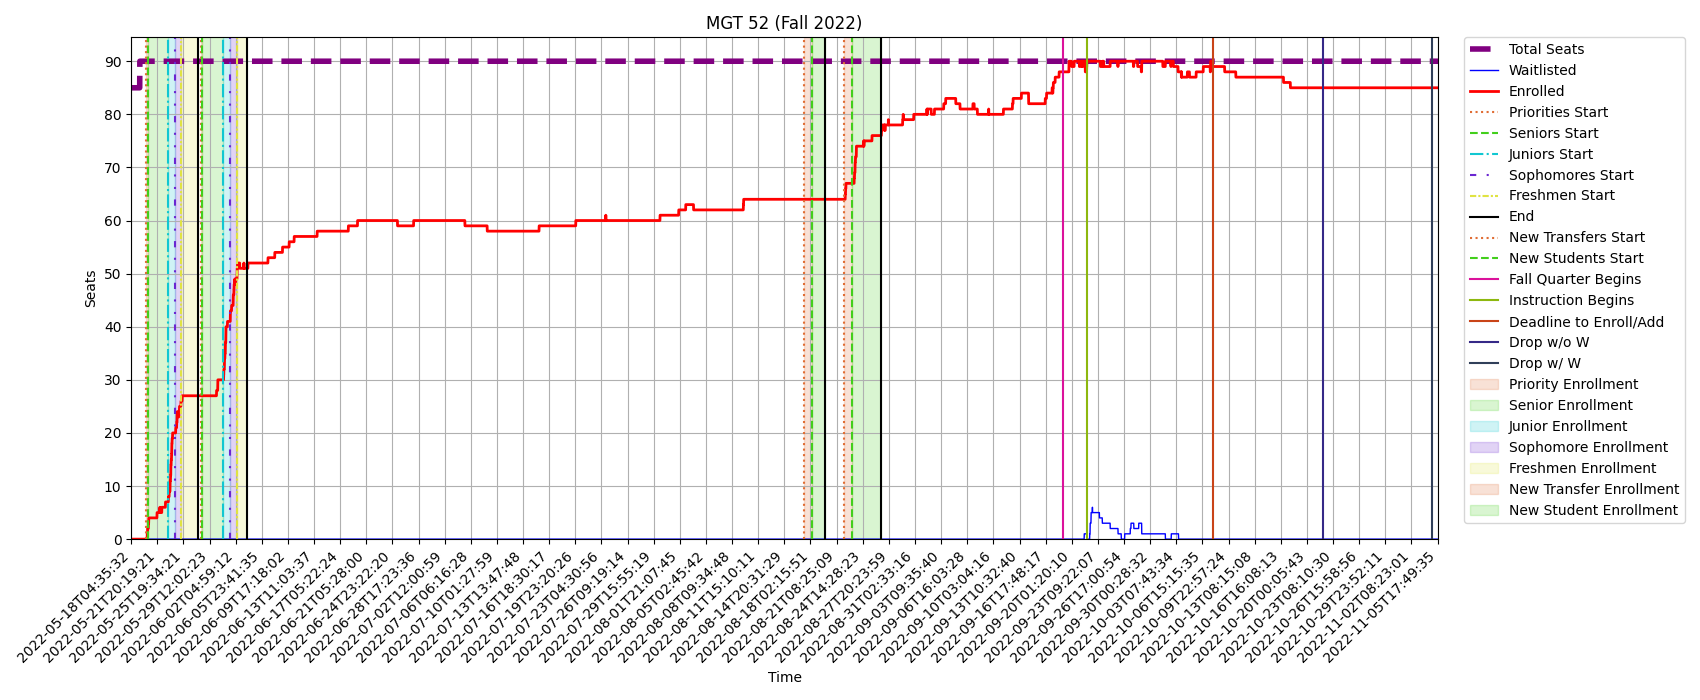 MGT 52 (Fall 2022)
Seats
90
80
70
60
50
40
30
20
10
0
2022-05-18T04:35:32
2022-05-21T20:19:21
2022-05-25T19:34:21
2022-05-29T12:02:23
2022-06-02T04:59:12
2022-06-05T23:41:35
2022-06-09T17:18:02
2022-06-13T11:03:37
2022-06-17T05:22:24
2022-06-21T05:28:00
2022-06-24T23:22:20
2022-06-28T17:23:36
2022-07-02T12:00:59
2022-07-06T06:16:28
2022-07-10T01:27:59
2022-07-13T13:47:48
2022-07-16T18:30:17
2022-07-19T23:20:26
2022-07-23T04:30:56
2022-07-26T09:19:14
2022-07-29T15:55:19
2022-08-01T21:07:45
2022-08-05T02:45:42
2022-08-08T09:34:48
2022-08-11T15:10:11
2022-08-14T20:31:29
2022-08-18T02:15:51
2022-08-21T08:25:09
2022-08-24T14:28:23
2022-08-27T20:23:59
2022-08-31T02:33:16
2022-09-03T09:35:40
2022-09-06T16:03:28
2022-09-10T03:04:16
2022-09-13T10:32:40
2022-09-16T17:48:17
2022-09-20T01:20:10
2022-09-23T09:22:07
2022-09-26T17:00:54
2022-09-30T00:28:32
2022-10-03T07:43:34
2022-10-06T15:15:35
2022-10-09T22:57:24
2022-10-13T08:15:08
2022-10-16T16:08:13
2022-10-20T00:05:43
2022-10-23T08:10:30
2022-10-26T15:58:56
2022-10-29T23:52:11
2022-11-02T08:23:01
2022-11-05T17:49:35
Time
Total Seats
Waitlisted
Enrolled
Priorities Start
Seniors Start
Juniors Start
Sophomores Start
Freshmen Start
End
New Transfers Start
New Students Start
Fall Quarter Begins
Instruction Begins
Deadline to Enroll/Add
Drop w/o W
Drop w/ W
Priority Enrollment
Senior Enrollment
Junior Enrollment
Sophomore Enrollment
Freshmen Enrollment
New Transfer Enrollment
New Student Enrollment